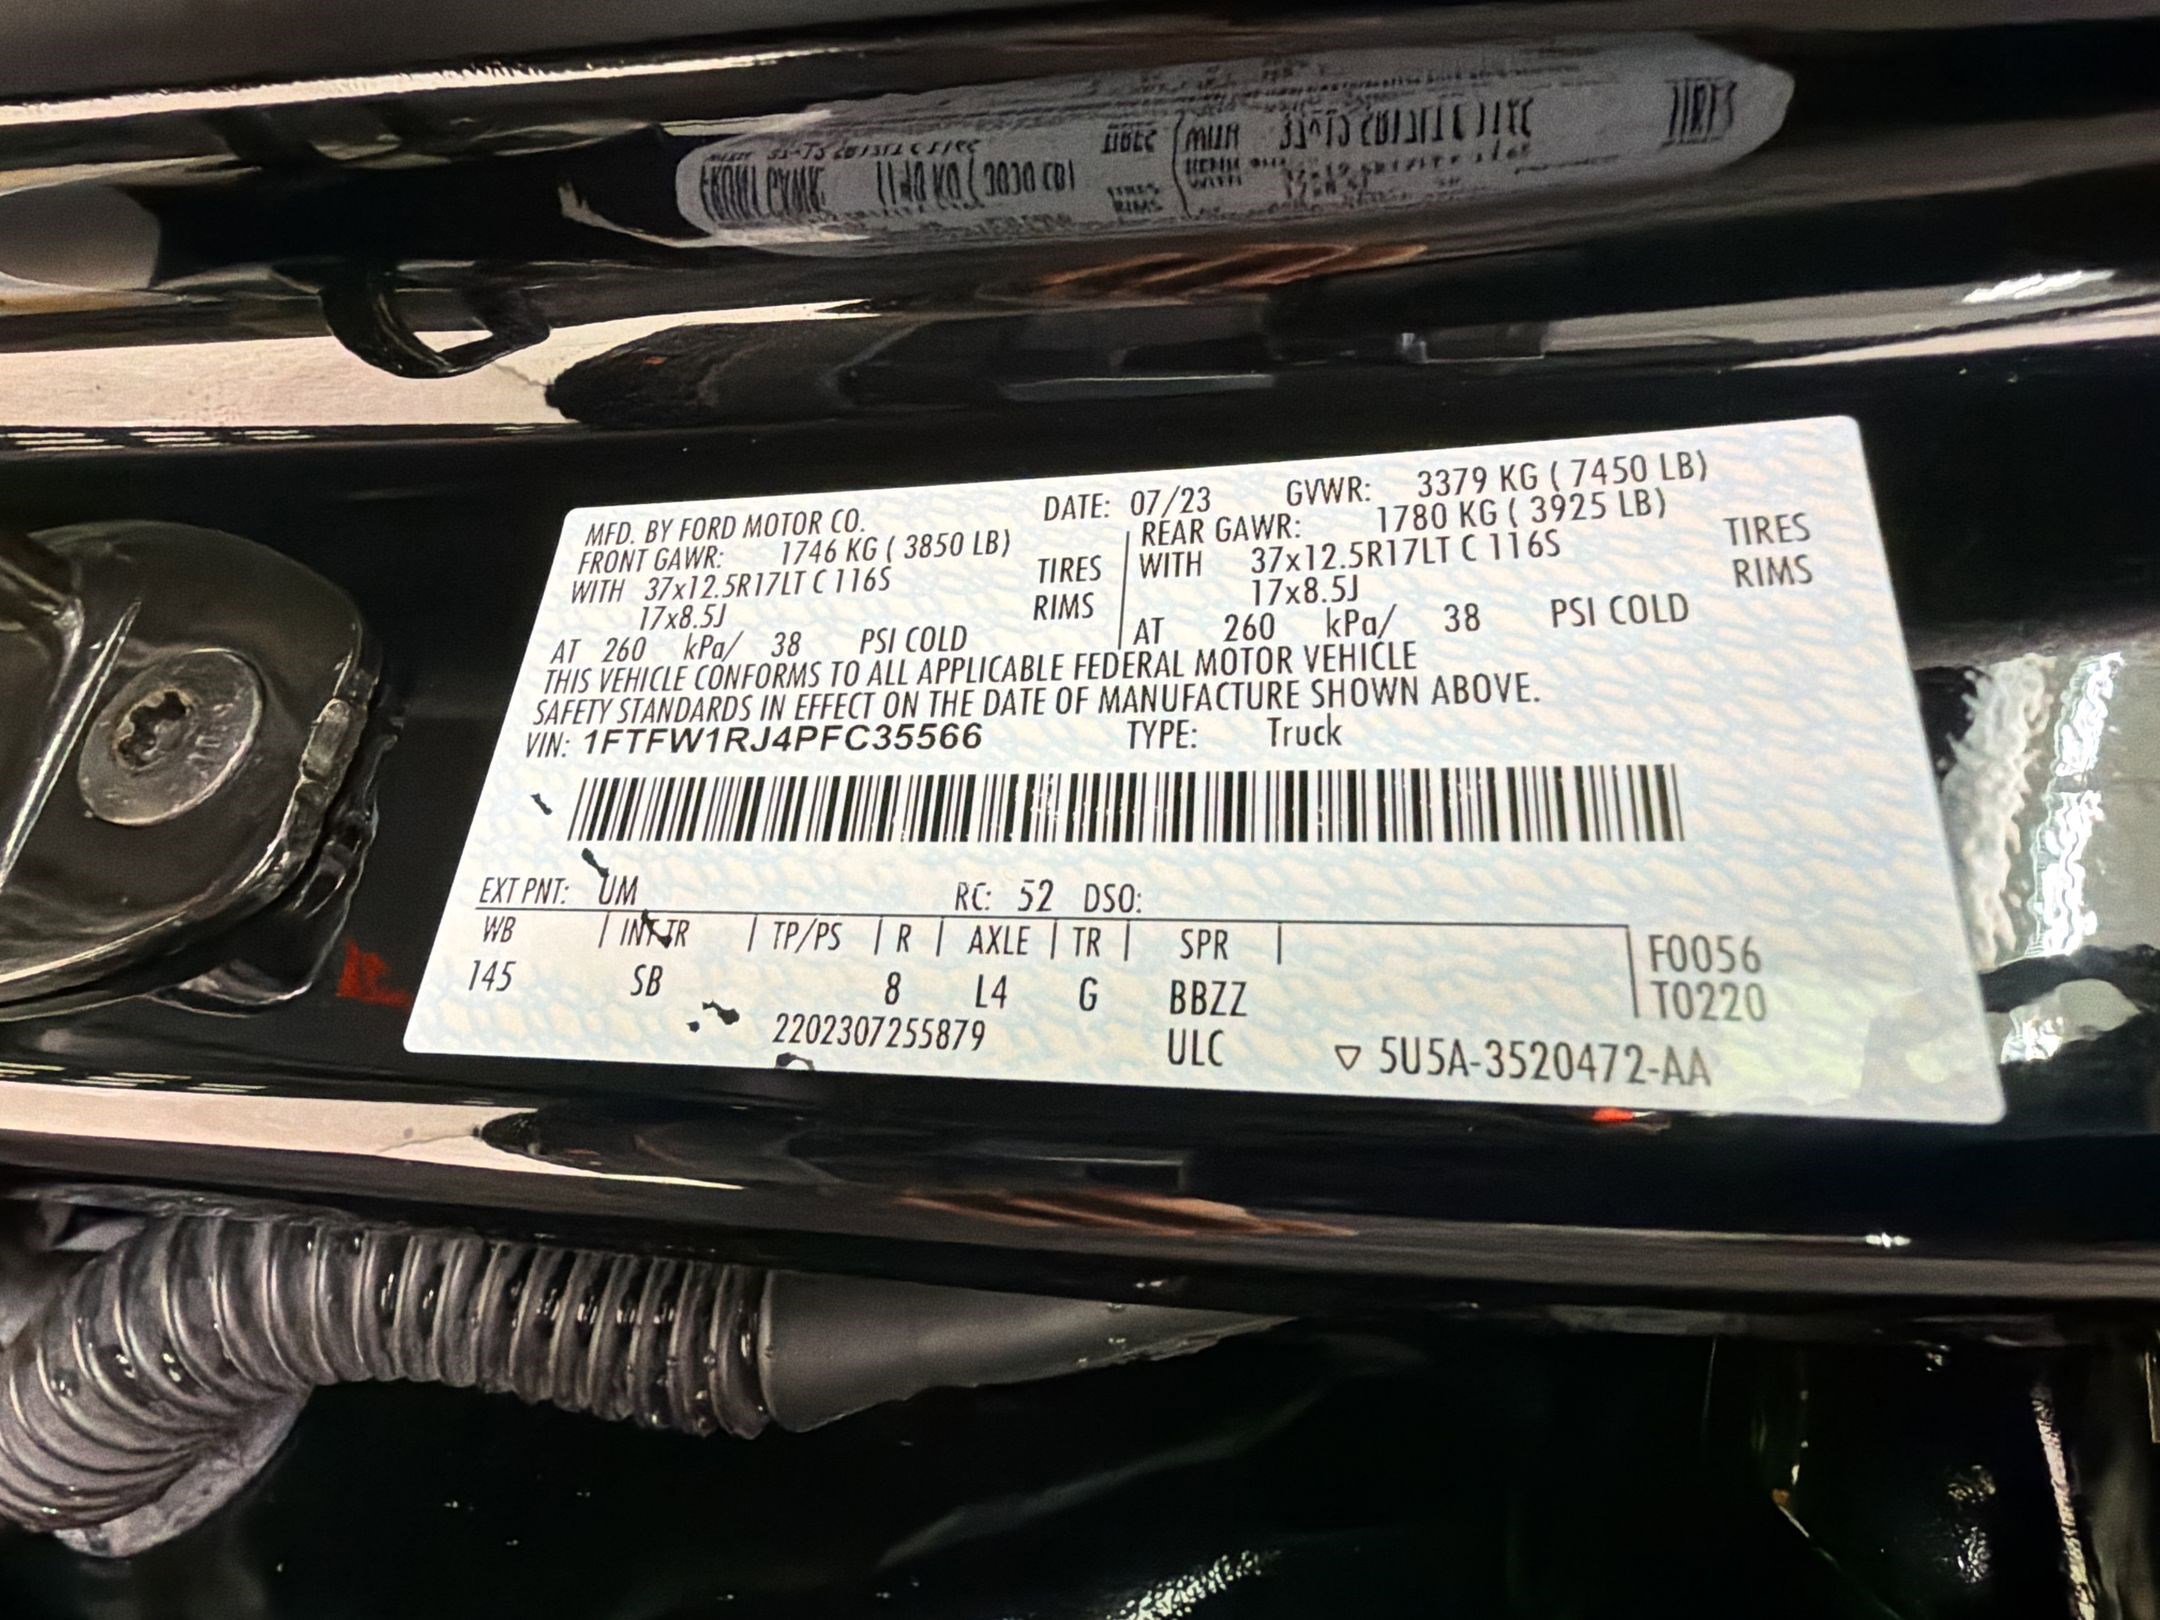 MFD. BY FORD MOTOR CO. DATE: 07/23 GVWR: 3379 KG ( 7450 LB)
FRONT GAWR: 1746 KG ( 3850 LB) REAR GAWR: 1780 KG ( 3925 LB)
WITH 37x12.5R17LT C 116S TIRES WITH 37x12.5R17LT C 116S TIRES
17x8.5J RIMS 17x8.5J RIMS
AT 260 kPa/ 38 PSI COLD AT 260 kPa/ 38 PSI COLD
THIS VEHICLE CONFORMS TO ALL APPLICABLE FEDERAL MOTOR VEHICLE
SAFETY STANDARDS IN EFFECT ON THE DATE OF MANUFACTURE SHOWN ABOVE.
VIN: 1FTFW1RJ4PFC35566 TYPE: Truck
EXT PNT: UM RC: 52 DSO:
WB | INT TR | TP/PS | R | AXLE | TR | SPR | F0056
145 SB 8 L4 G BBZZ T0220
2202307255879 ULC ▽ 5U5A-3520472-AA